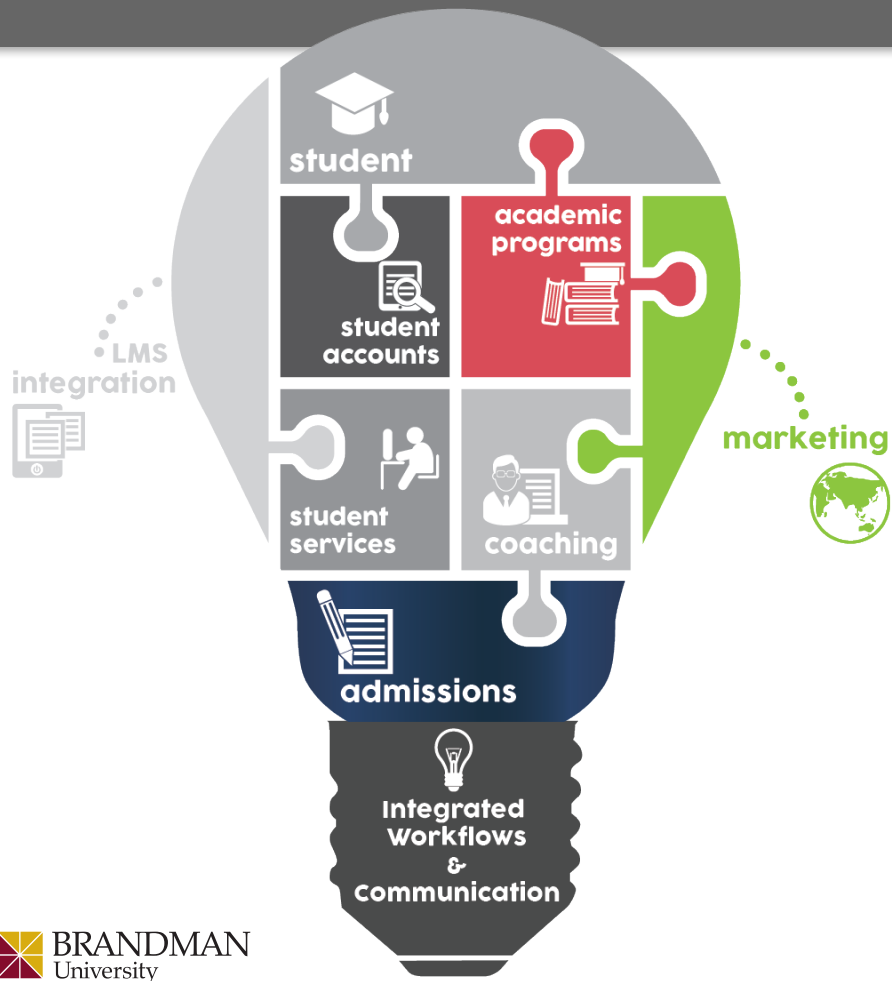 student
academic
programs
student
accounts
LMS
integration
marketing
student
services
coaching
admissions
Integrated
Workflows
&
Communication
BRANDMAN
University